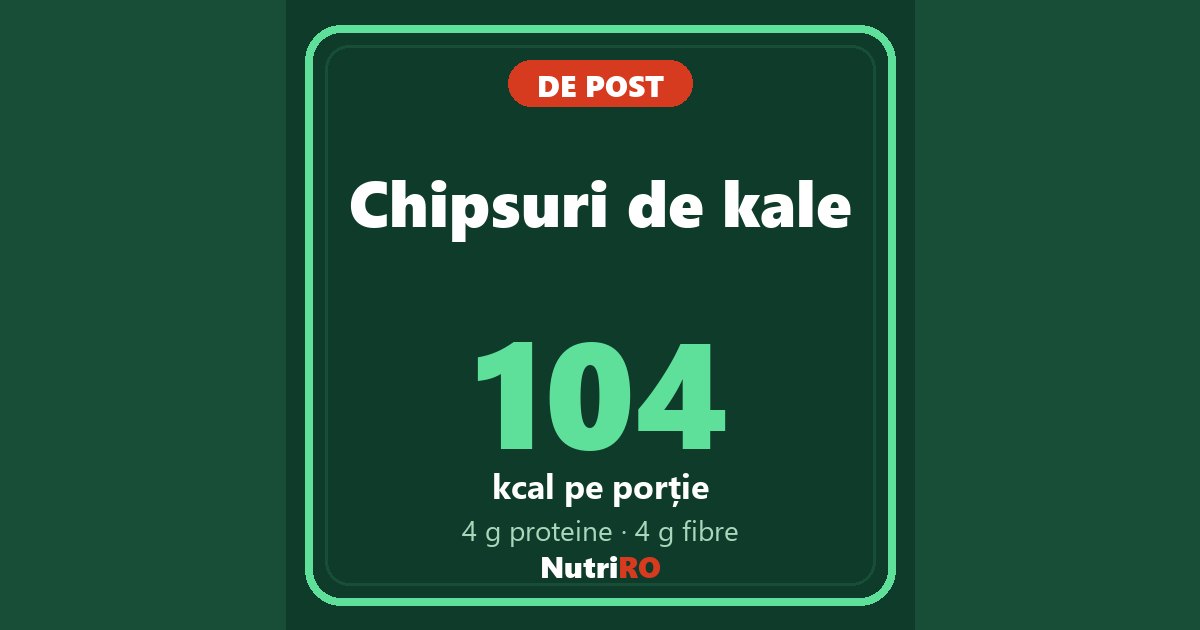 DE POST
Chipsuri de kale
104
kcal pe porție
4 g proteine · 4 g fibre
NutriRO